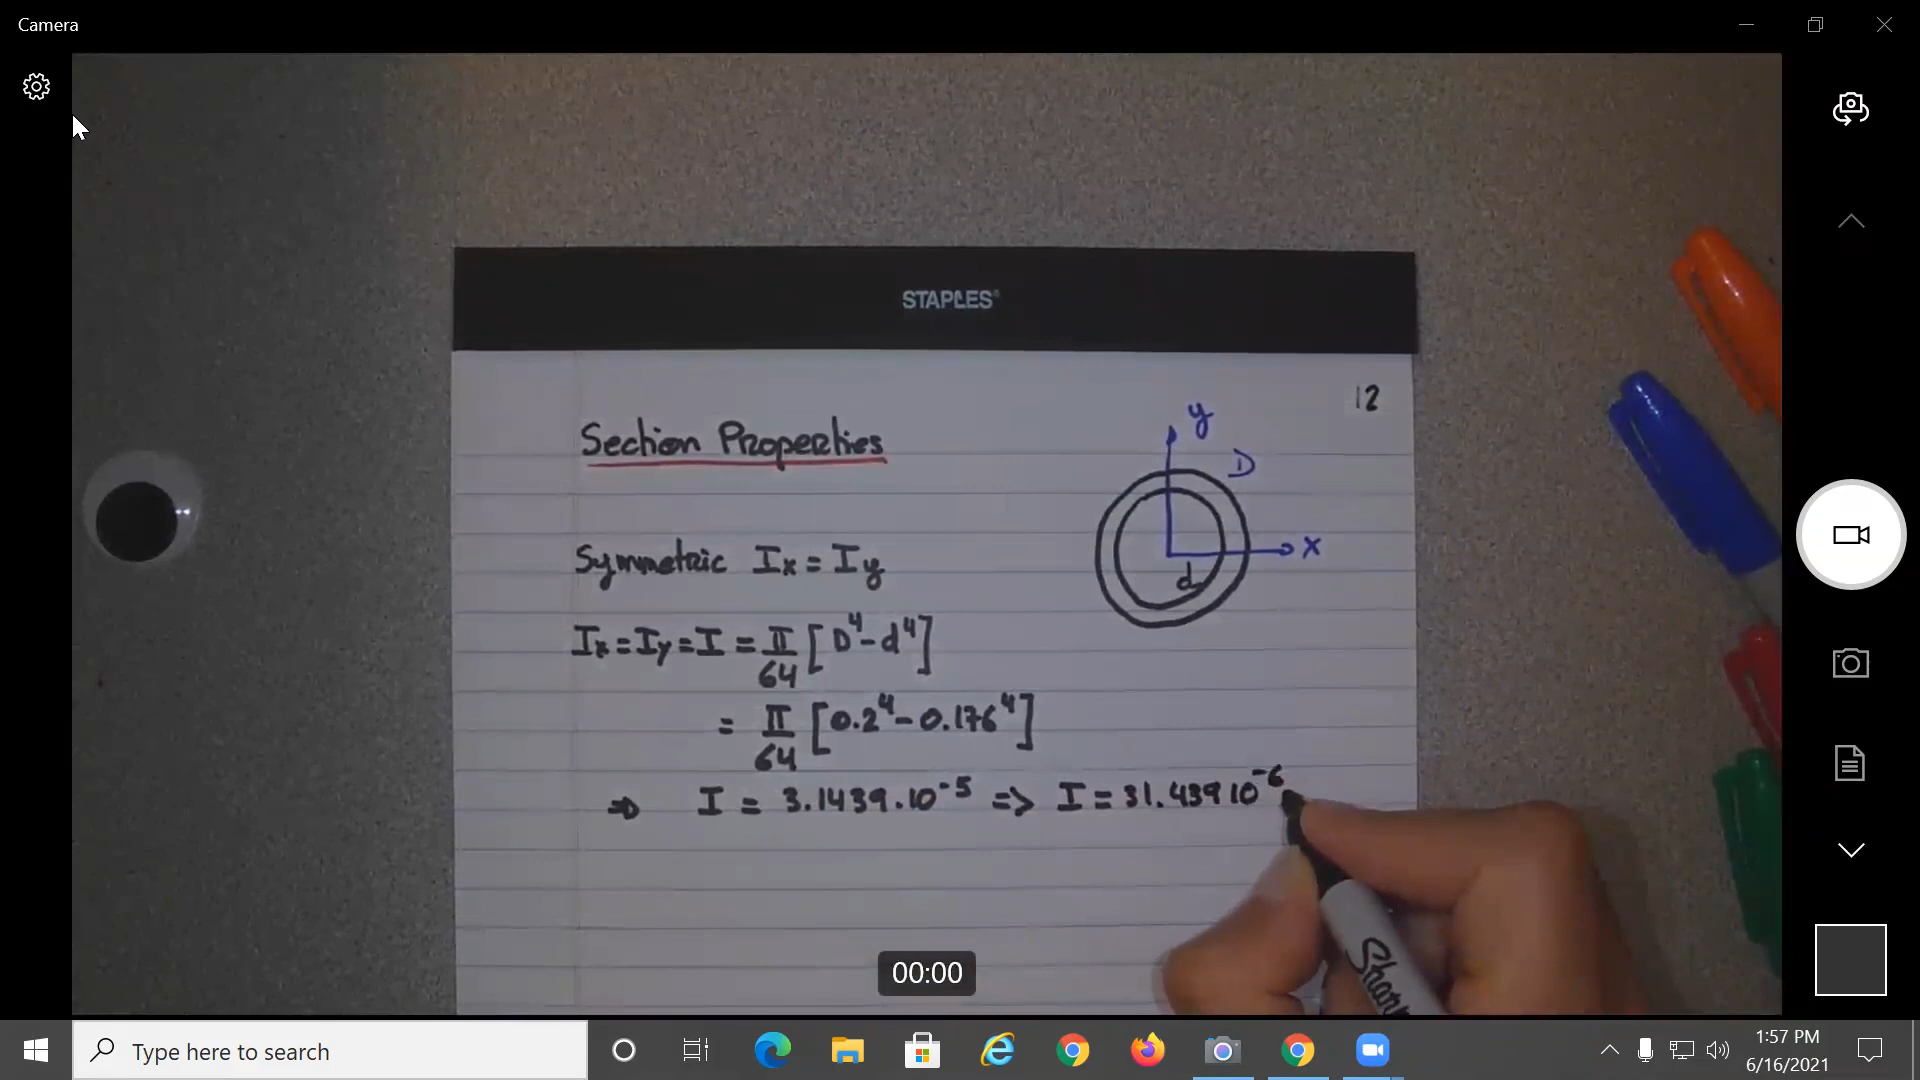 Camera
STAPLES®
12
Section Properties
y
D
x
d
Symmetric Ix = Iy
Ix = Iy = I = π/64 [D⁴ - d⁴]
= π/64 [0.2⁴ - 0.176⁴]
⇒ I = 3.1439.10⁻⁵ => I = 31.439 10⁻⁶
Sharp
00:00
Type here to search
1:57 PM
6/16/2021